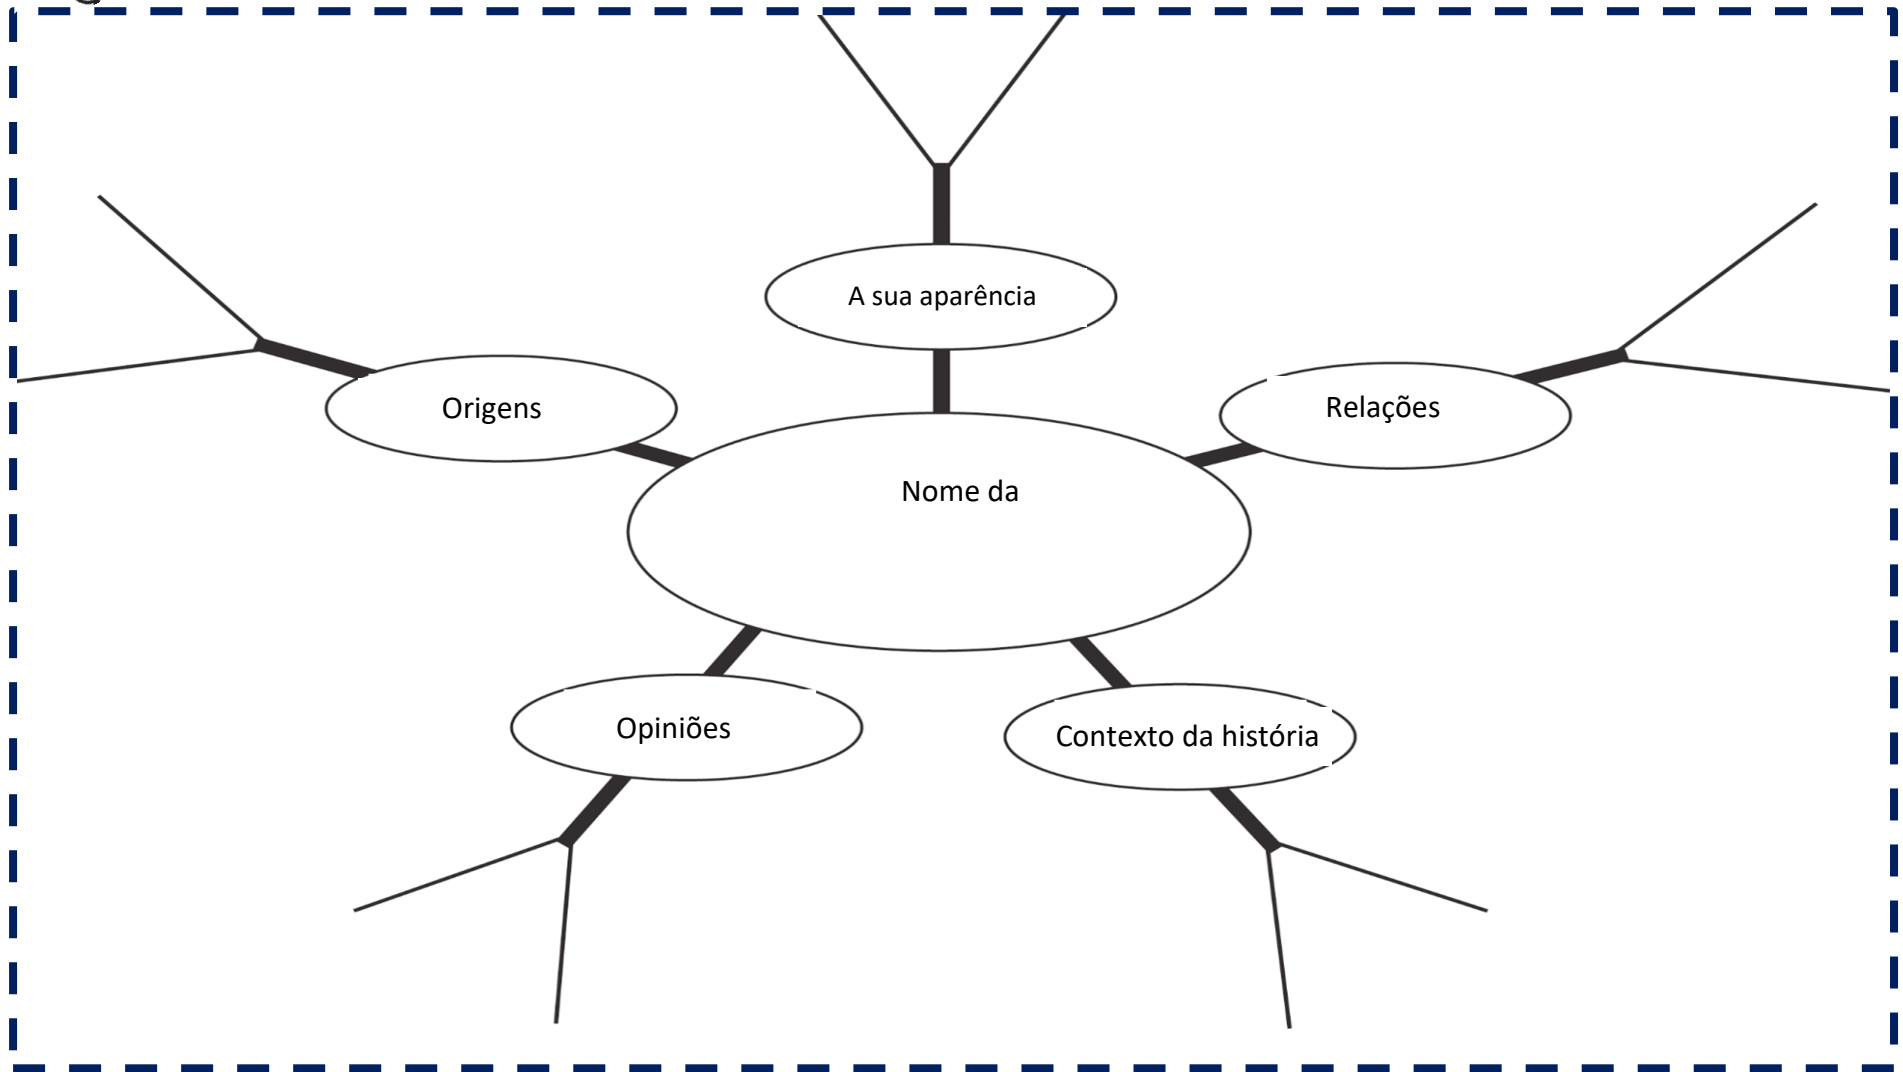 A sua aparência
Origens
Relações
Nome da
Opiniões
Contexto da história